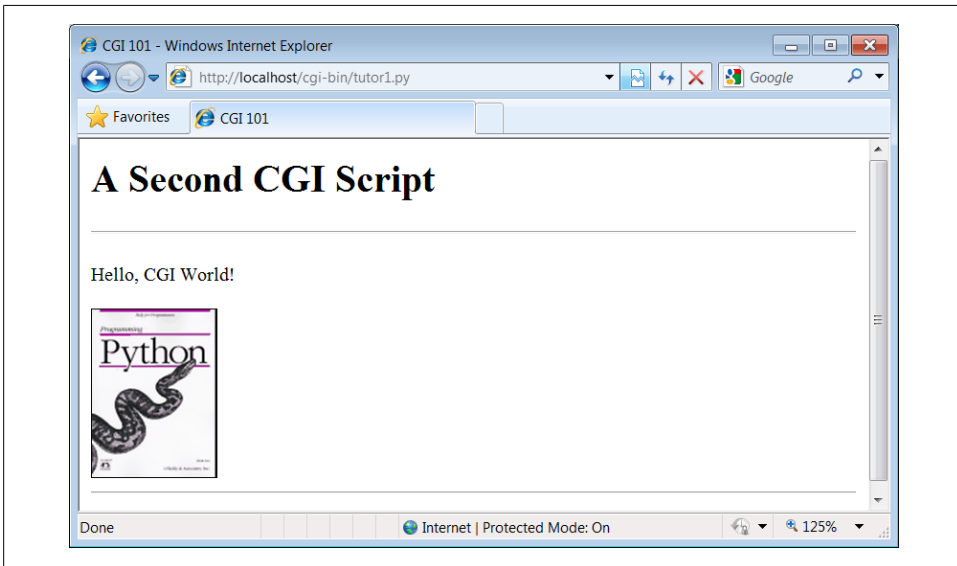 CGI 101 - Windows Internet Explorer
http://localhost/cgi-bin/tutor1.py
Google
Favorites
CGI 101
A Second CGI Script
Hello, CGI World!
Programming
Python
Done
Internet | Protected Mode: On
125%